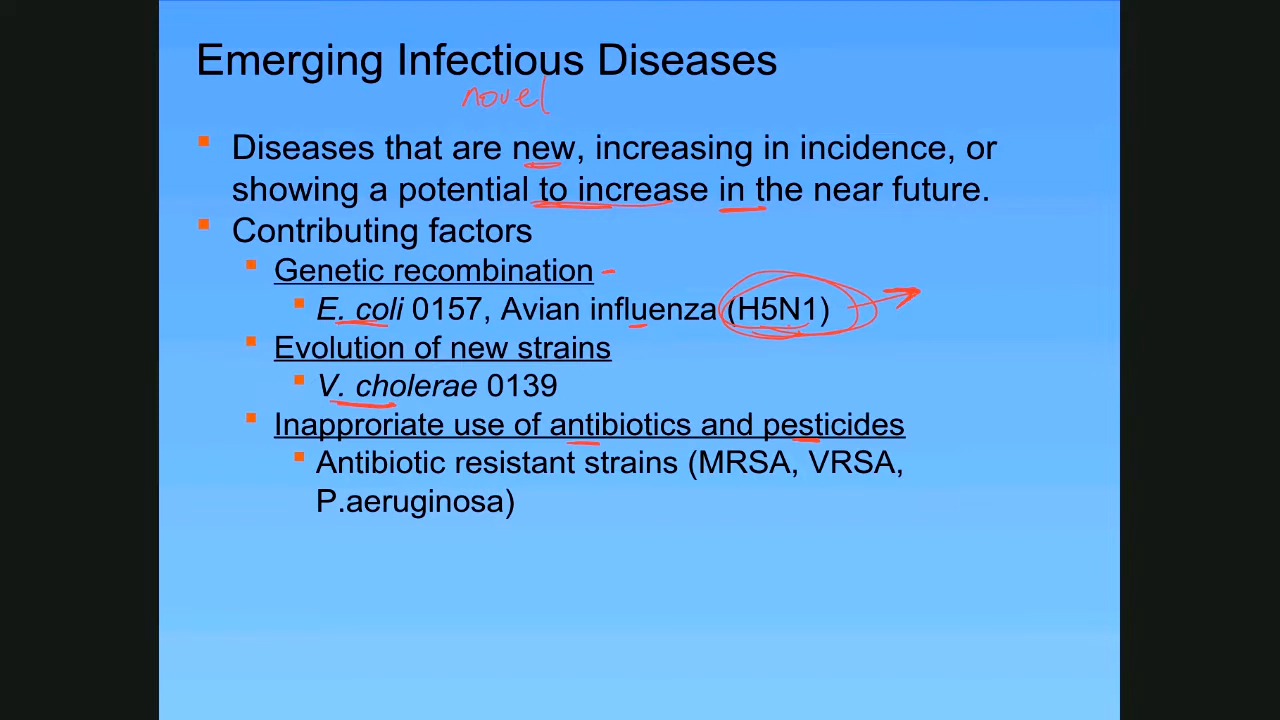 Emerging Infectious Diseases
novel
Diseases that are new, increasing in incidence, or
showing a potential to increase in the near future.
Contributing factors
Genetic recombination
E. coli 0157, Avian influenza (H5N1)
Evolution of new strains
V. cholerae 0139
Inapproriate use of antibiotics and pesticides
Antibiotic resistant strains (MRSA, VRSA,
P.aeruginosa)